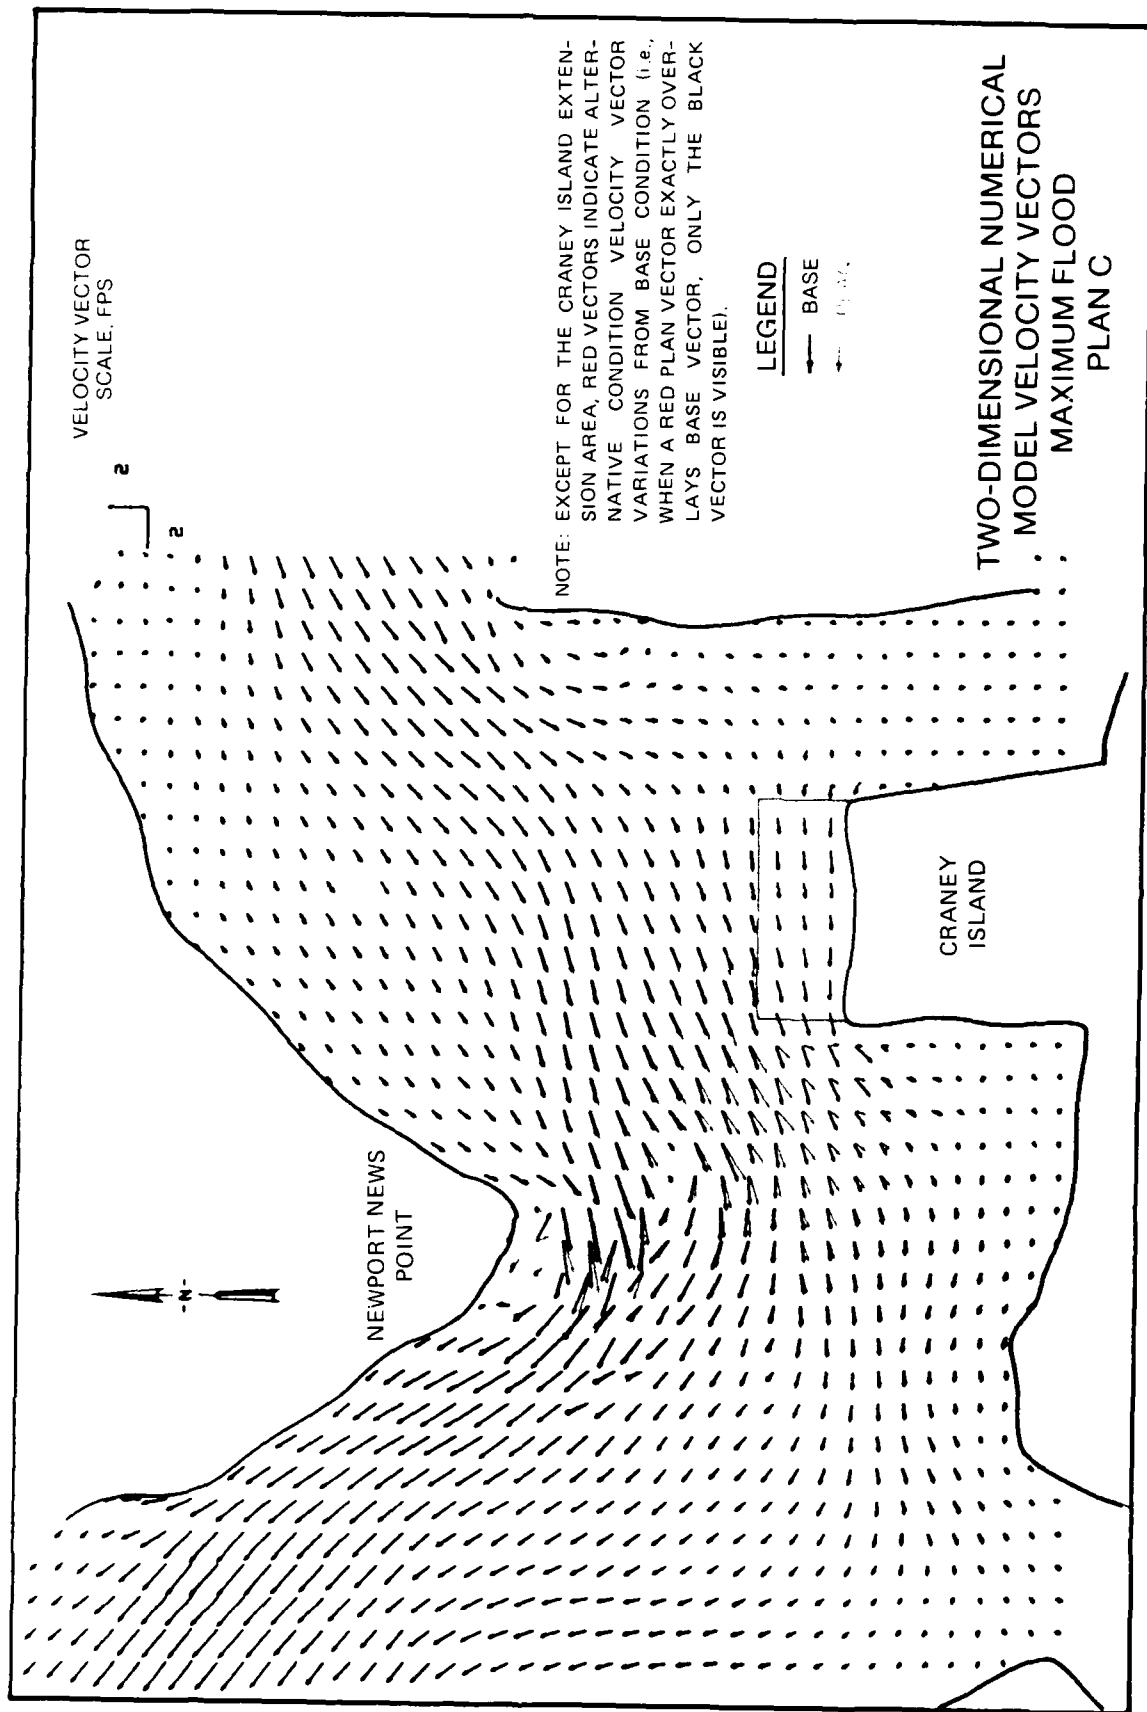 VELOCITY VECTOR
SCALE, FPS
2
2
NEWPORT NEWS
POINT
-N-
NOTE: EXCEPT FOR THE CRANEY ISLAND EXTEN-
SION AREA, RED VECTORS INDICATE ALTER-
NATIVE CONDITION VELOCITY VECTOR
VARIATIONS FROM BASE CONDITION (i.e.,
WHEN A RED PLAN VECTOR EXACTLY OVER-
LAYS BASE VECTOR, ONLY THE BLACK
VECTOR IS VISIBLE).
LEGEND
BASE
CRANEY
ISLAND
TWO-DIMENSIONAL NUMERICAL
MODEL VELOCITY VECTORS
MAXIMUM FLOOD
PLAN C